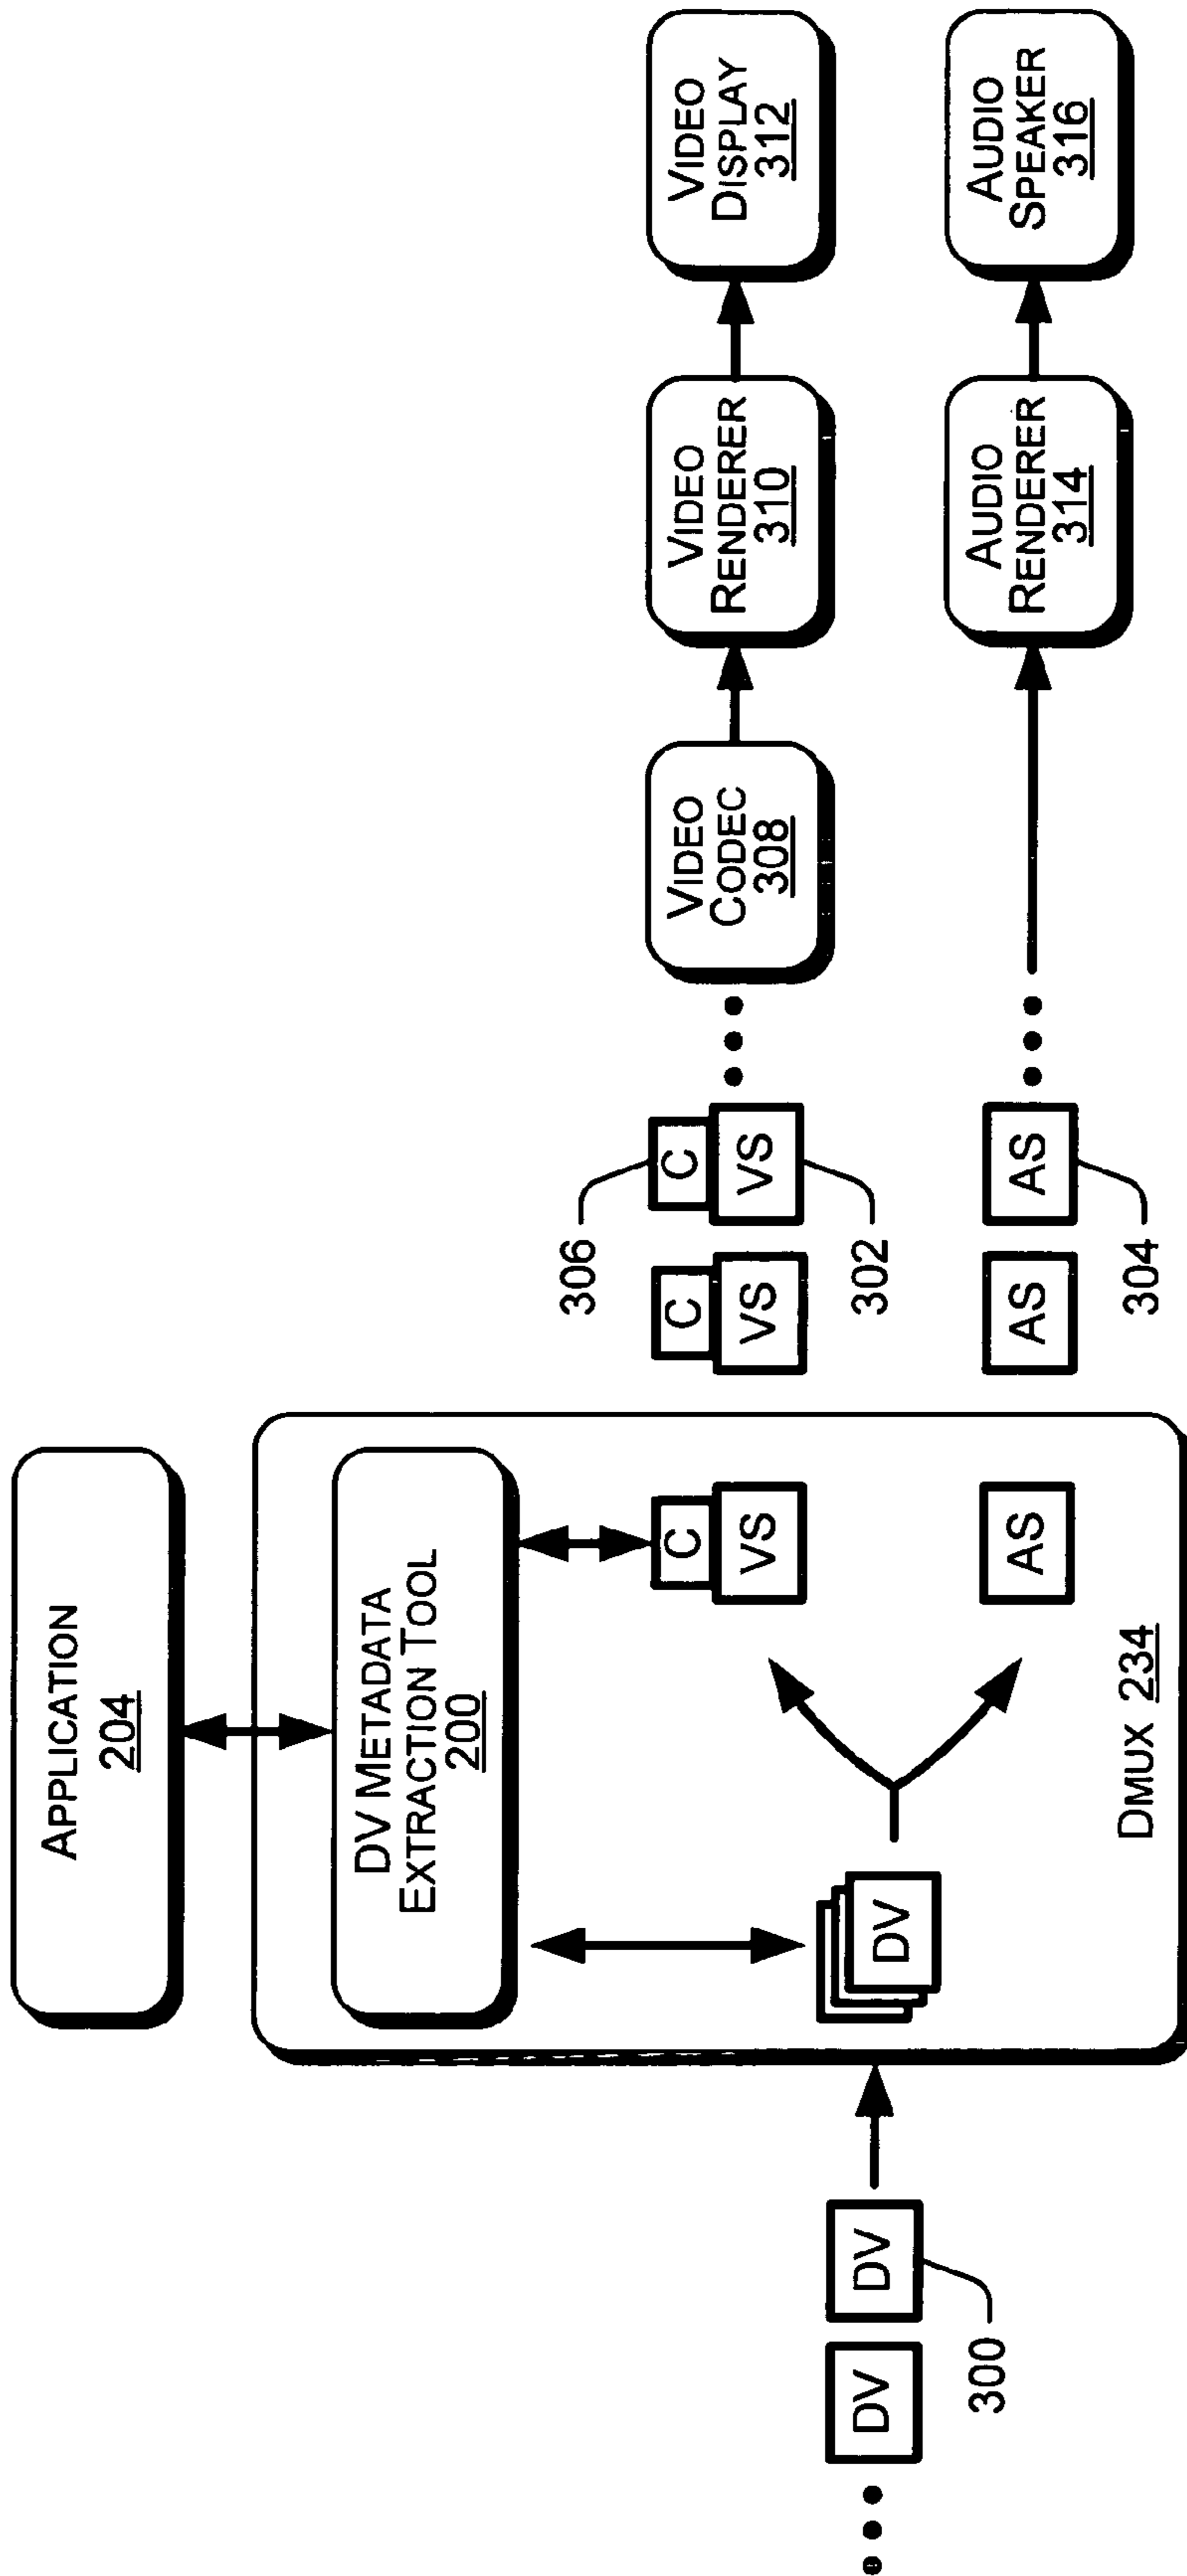 APPLICATION
204
DV METADATA
EXTRACTION TOOL
200
DV
DV
300
DV
C
VS
AS
DMUX 234
C
VS
C
VS
306
302
AS
AS
304
VIDEO
CODEC
308
VIDEO
RENDERER
310
VIDEO
DISPLAY
312
AUDIO
RENDERER
314
AUDIO
SPEAKER
316